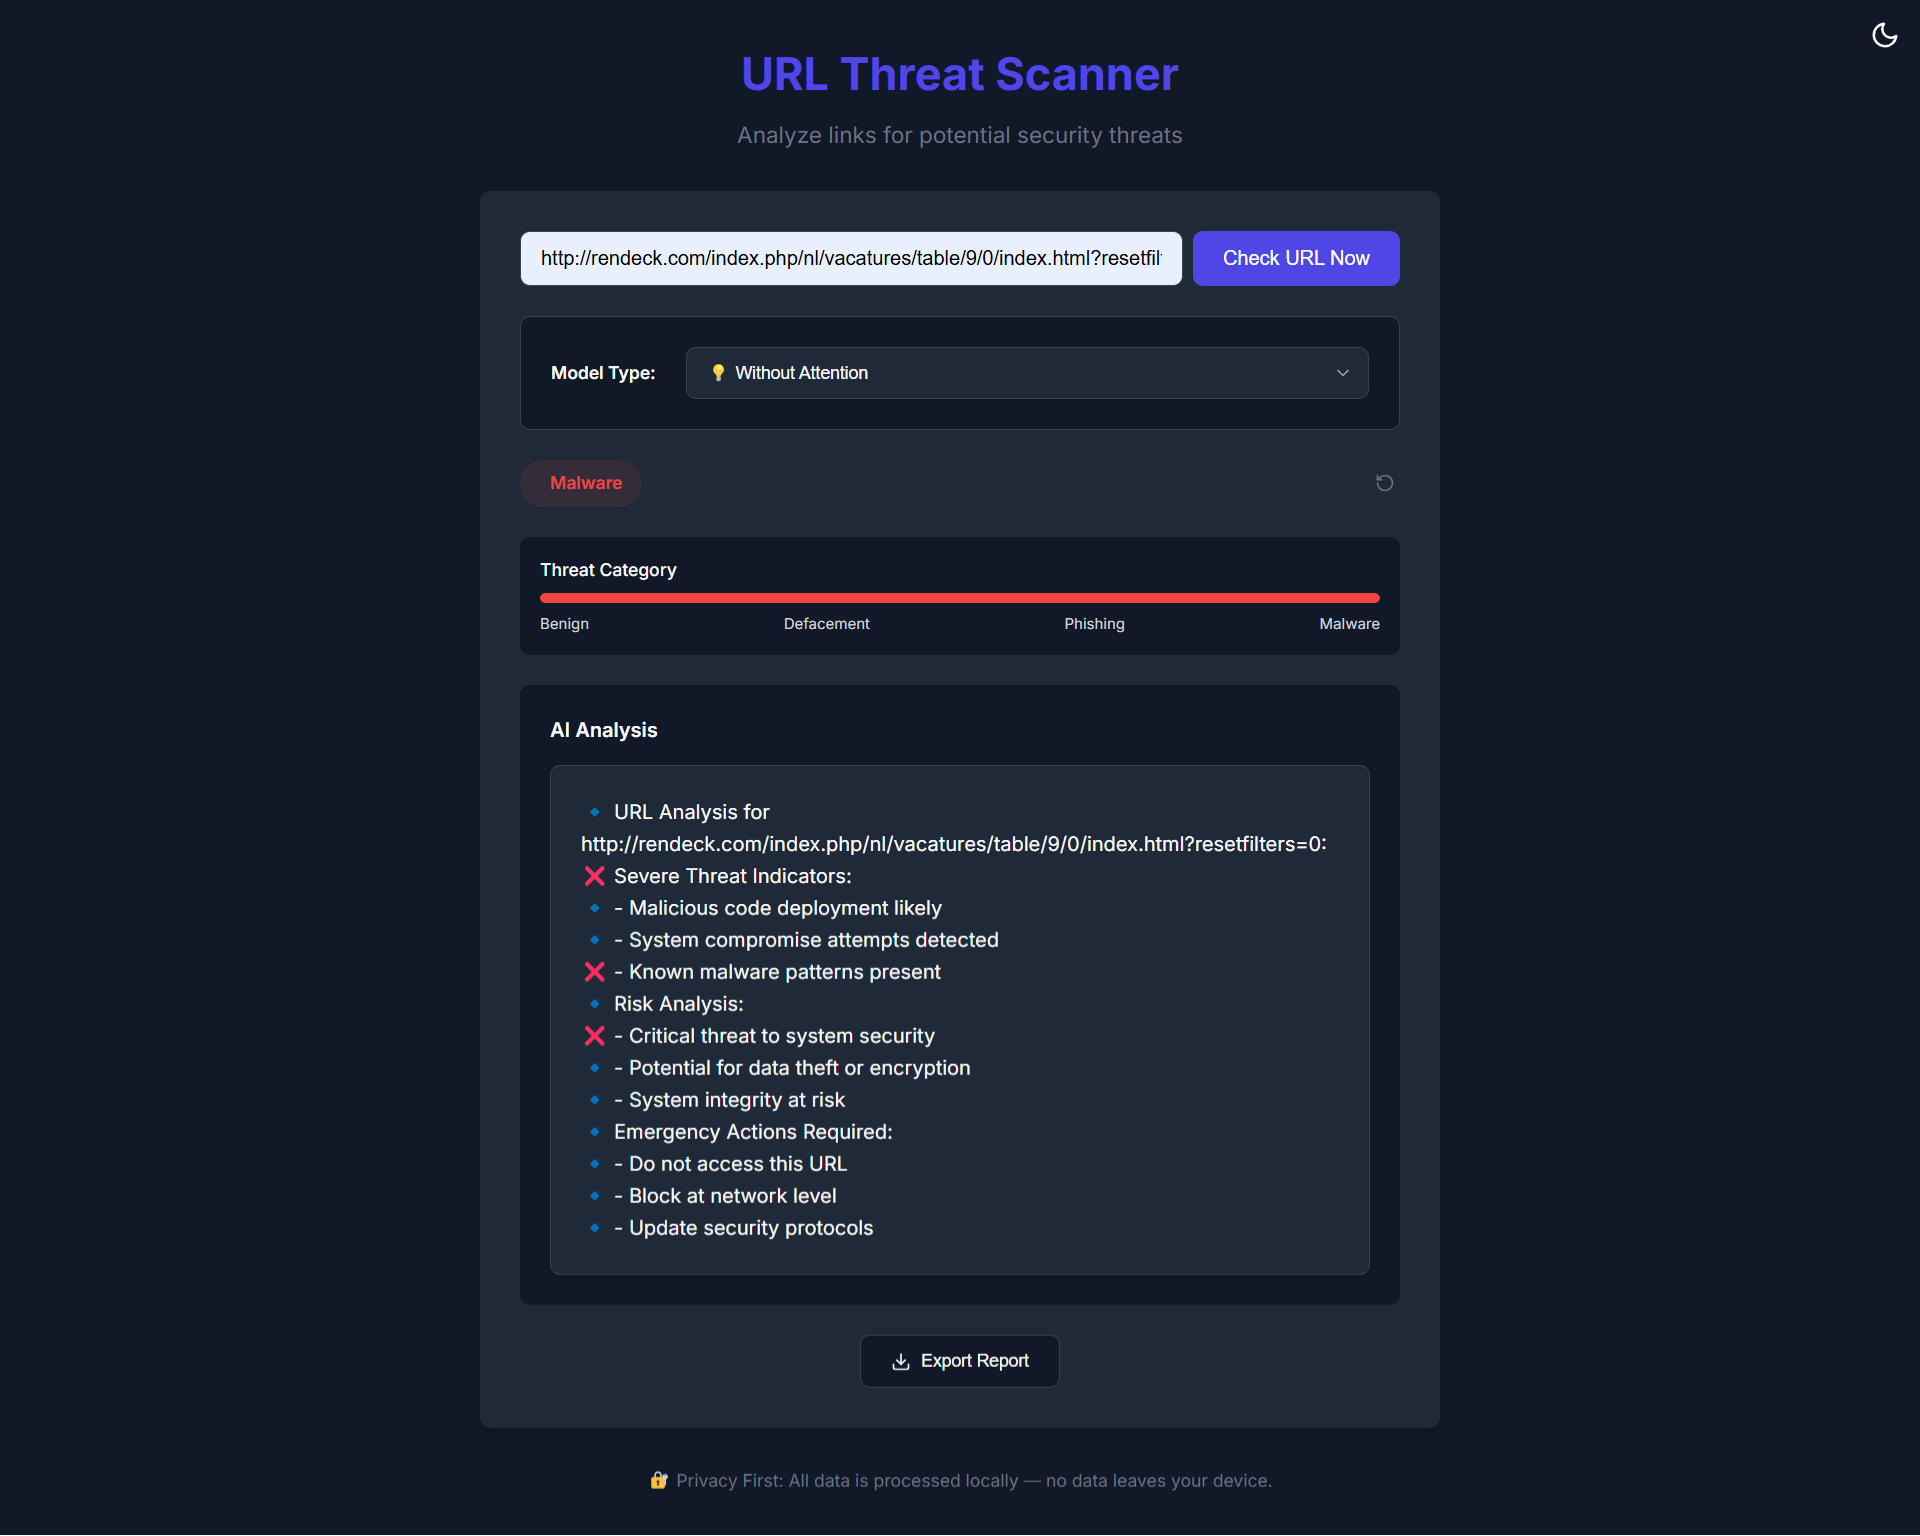 URL Threat Scanner
Analyze links for potential security threats
http://rendeck.com/index.php/nl/vacatures/table/9/0/index.html?resetfil
Check URL Now
Model Type:
💡 Without Attention
Malware
Threat Category
Benign
Defacement
Phishing
Malware
AI Analysis
🔹 URL Analysis for
http://rendeck.com/index.php/nl/vacatures/table/9/0/index.html?resetfilters=0:
❌ Severe Threat Indicators:
🔹 - Malicious code deployment likely
🔹 - System compromise attempts detected
❌ - Known malware patterns present
🔹 Risk Analysis:
❌ - Critical threat to system security
🔹 - Potential for data theft or encryption
🔹 - System integrity at risk
🔹 Emergency Actions Required:
🔹 - Do not access this URL
🔹 - Block at network level
🔹 - Update security protocols
Export Report
🔐 Privacy First: All data is processed locally — no data leaves your device.